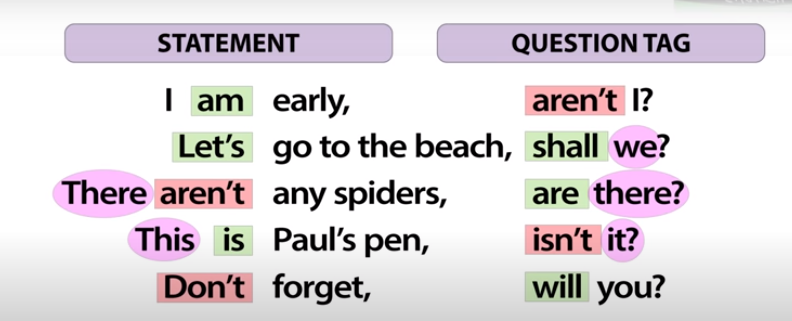 STATEMENT QUESTION TAG
I am early, aren't I?
Let's go to the beach, shall we?
There aren't any spiders, are there?
This is Paul's pen, isn't it?
Don't forget, will you?